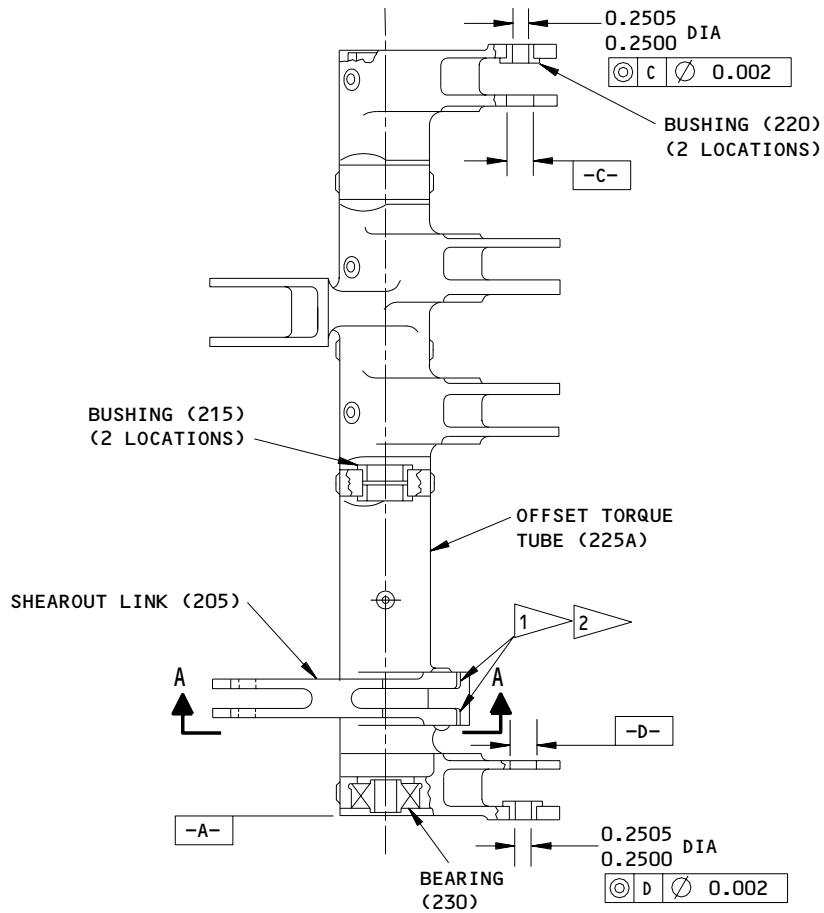 0.2505
0.2500 DIA
◎ C ⌀ 0.002
BUSHING (220)
(2 LOCATIONS)
-C-
BUSHING (215)
(2 LOCATIONS)
OFFSET TORQUE
TUBE (225A)
SHEAROUT LINK (205)
1 2
A A
-D-
-A-
0.2505
0.2500 DIA
◎ D ⌀ 0.002
BEARING
(230)